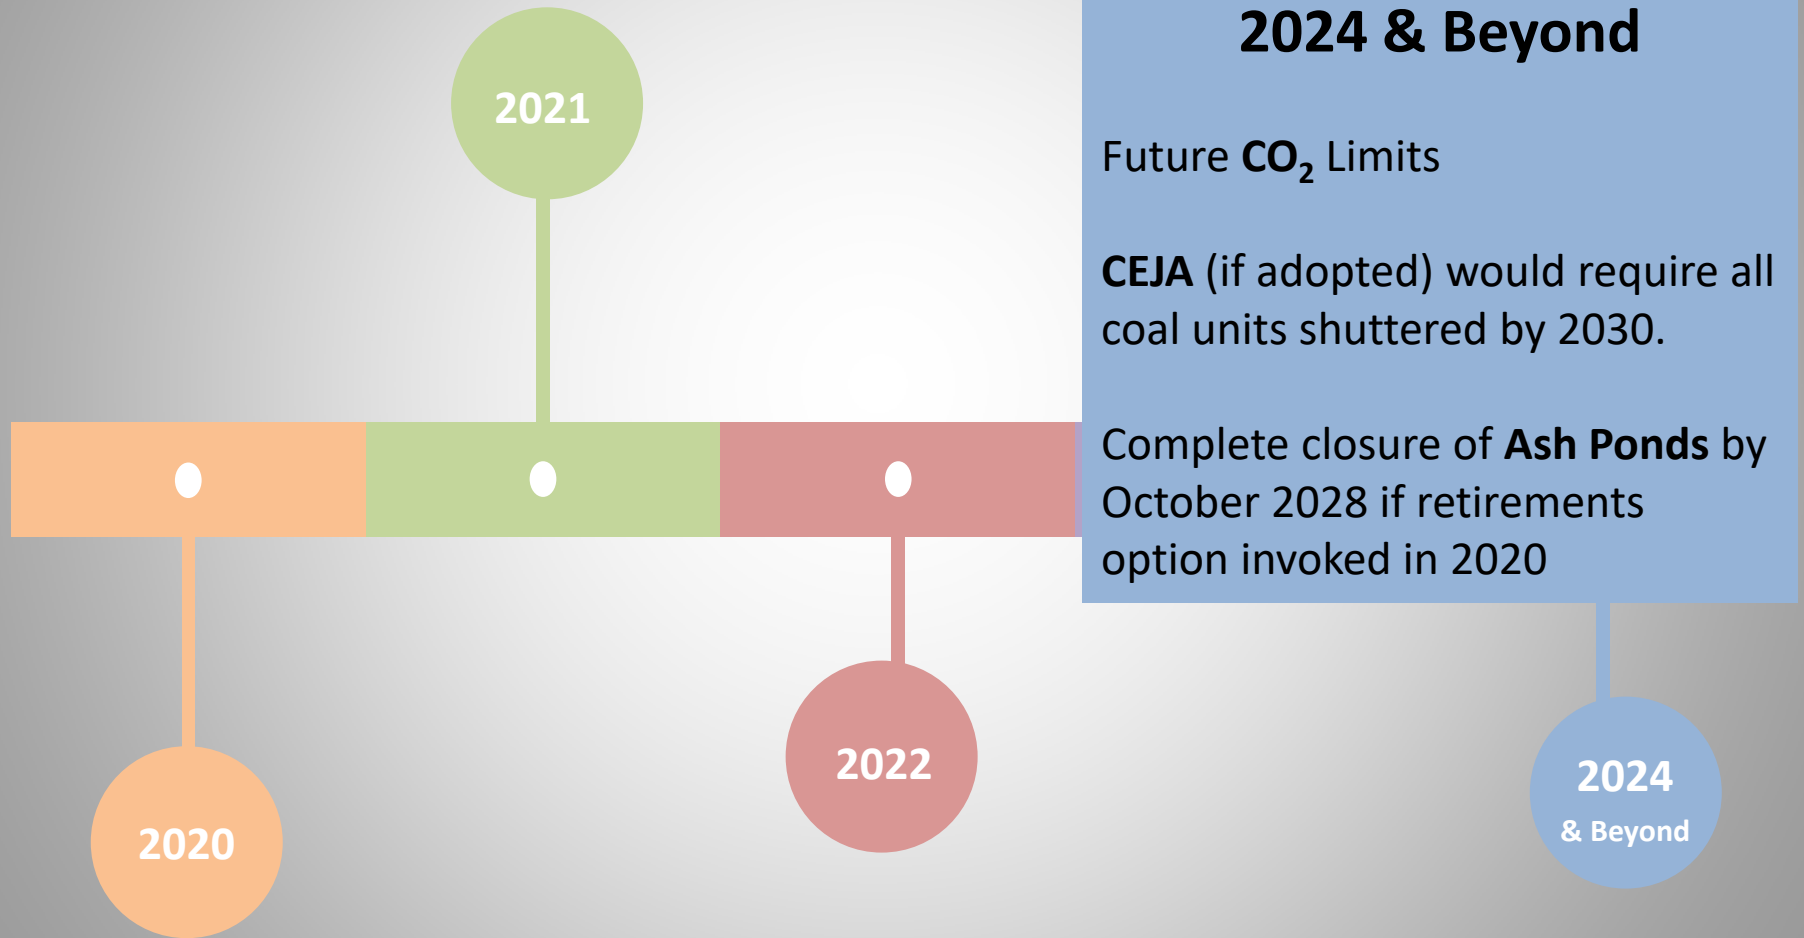 2021
2020
2022
2024 & Beyond
Future CO₂ Limits
CEJA (if adopted) would require all
coal units shuttered by 2030.
Complete closure of Ash Ponds by
October 2028 if retirements
option invoked in 2020
2024
& Beyond